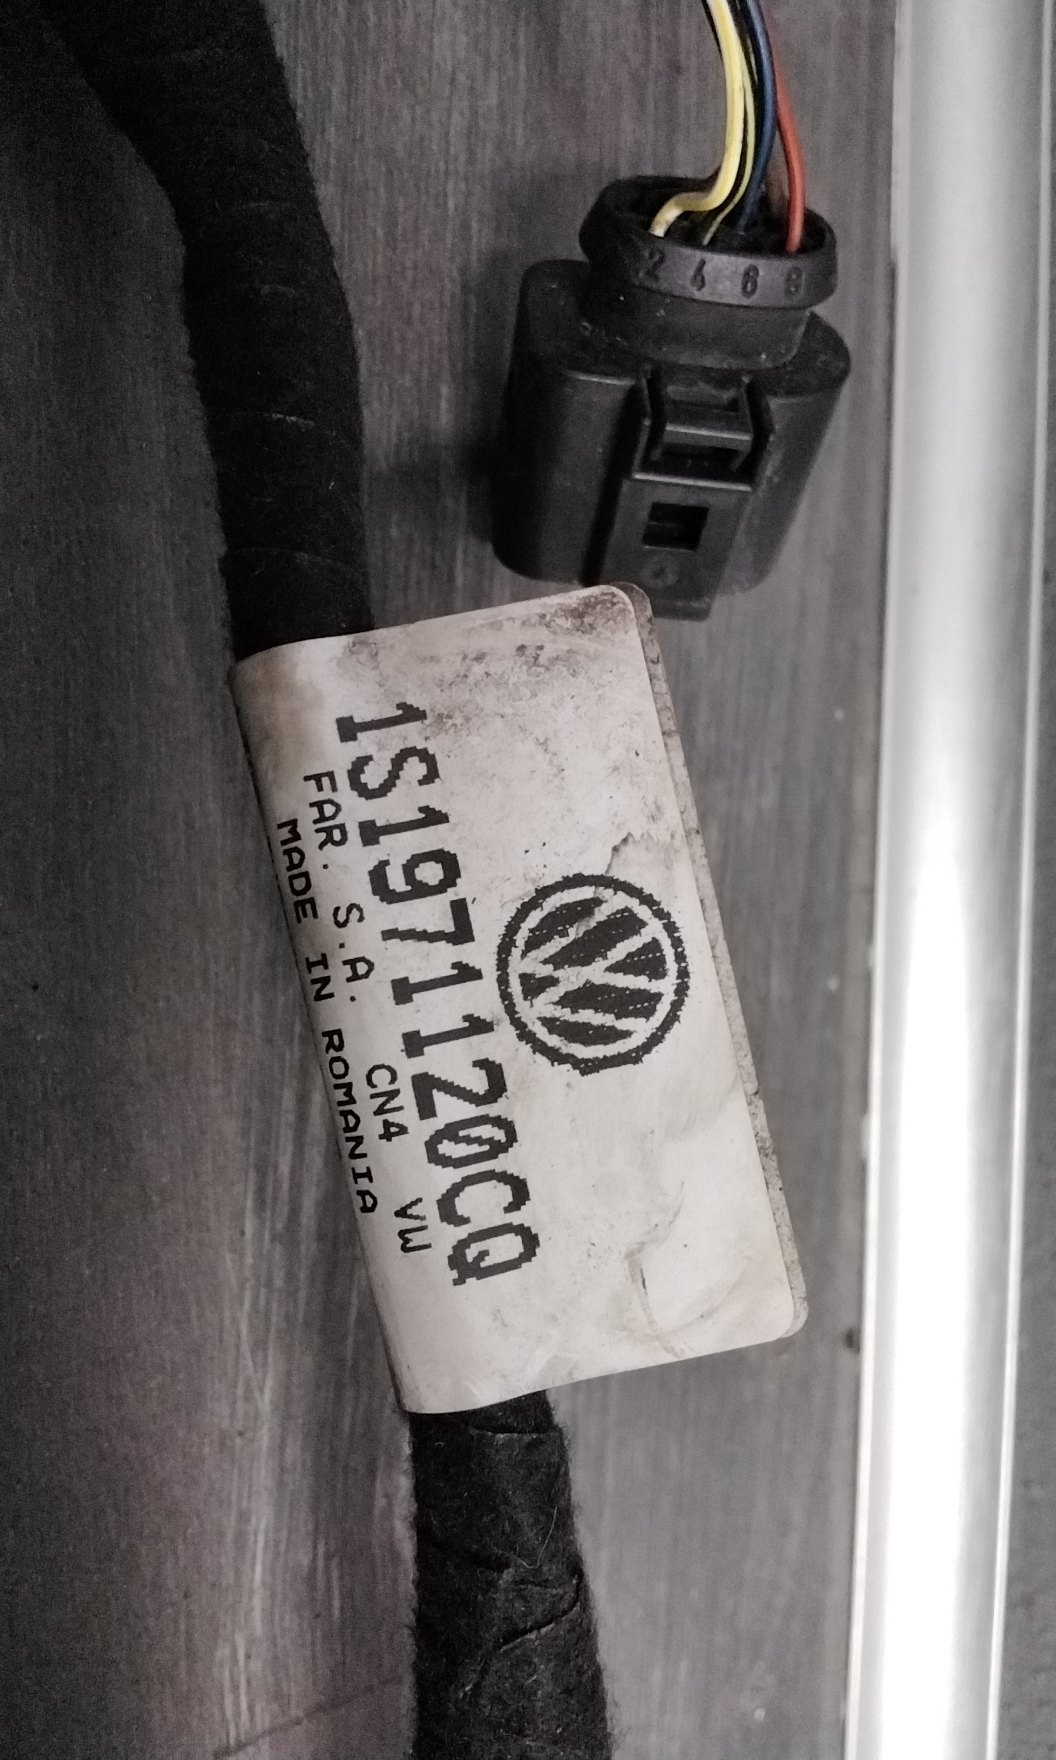 2 4 6 8
1S1971120CQ
FAR. S.A. CN4 VW
MADE IN ROMANIA